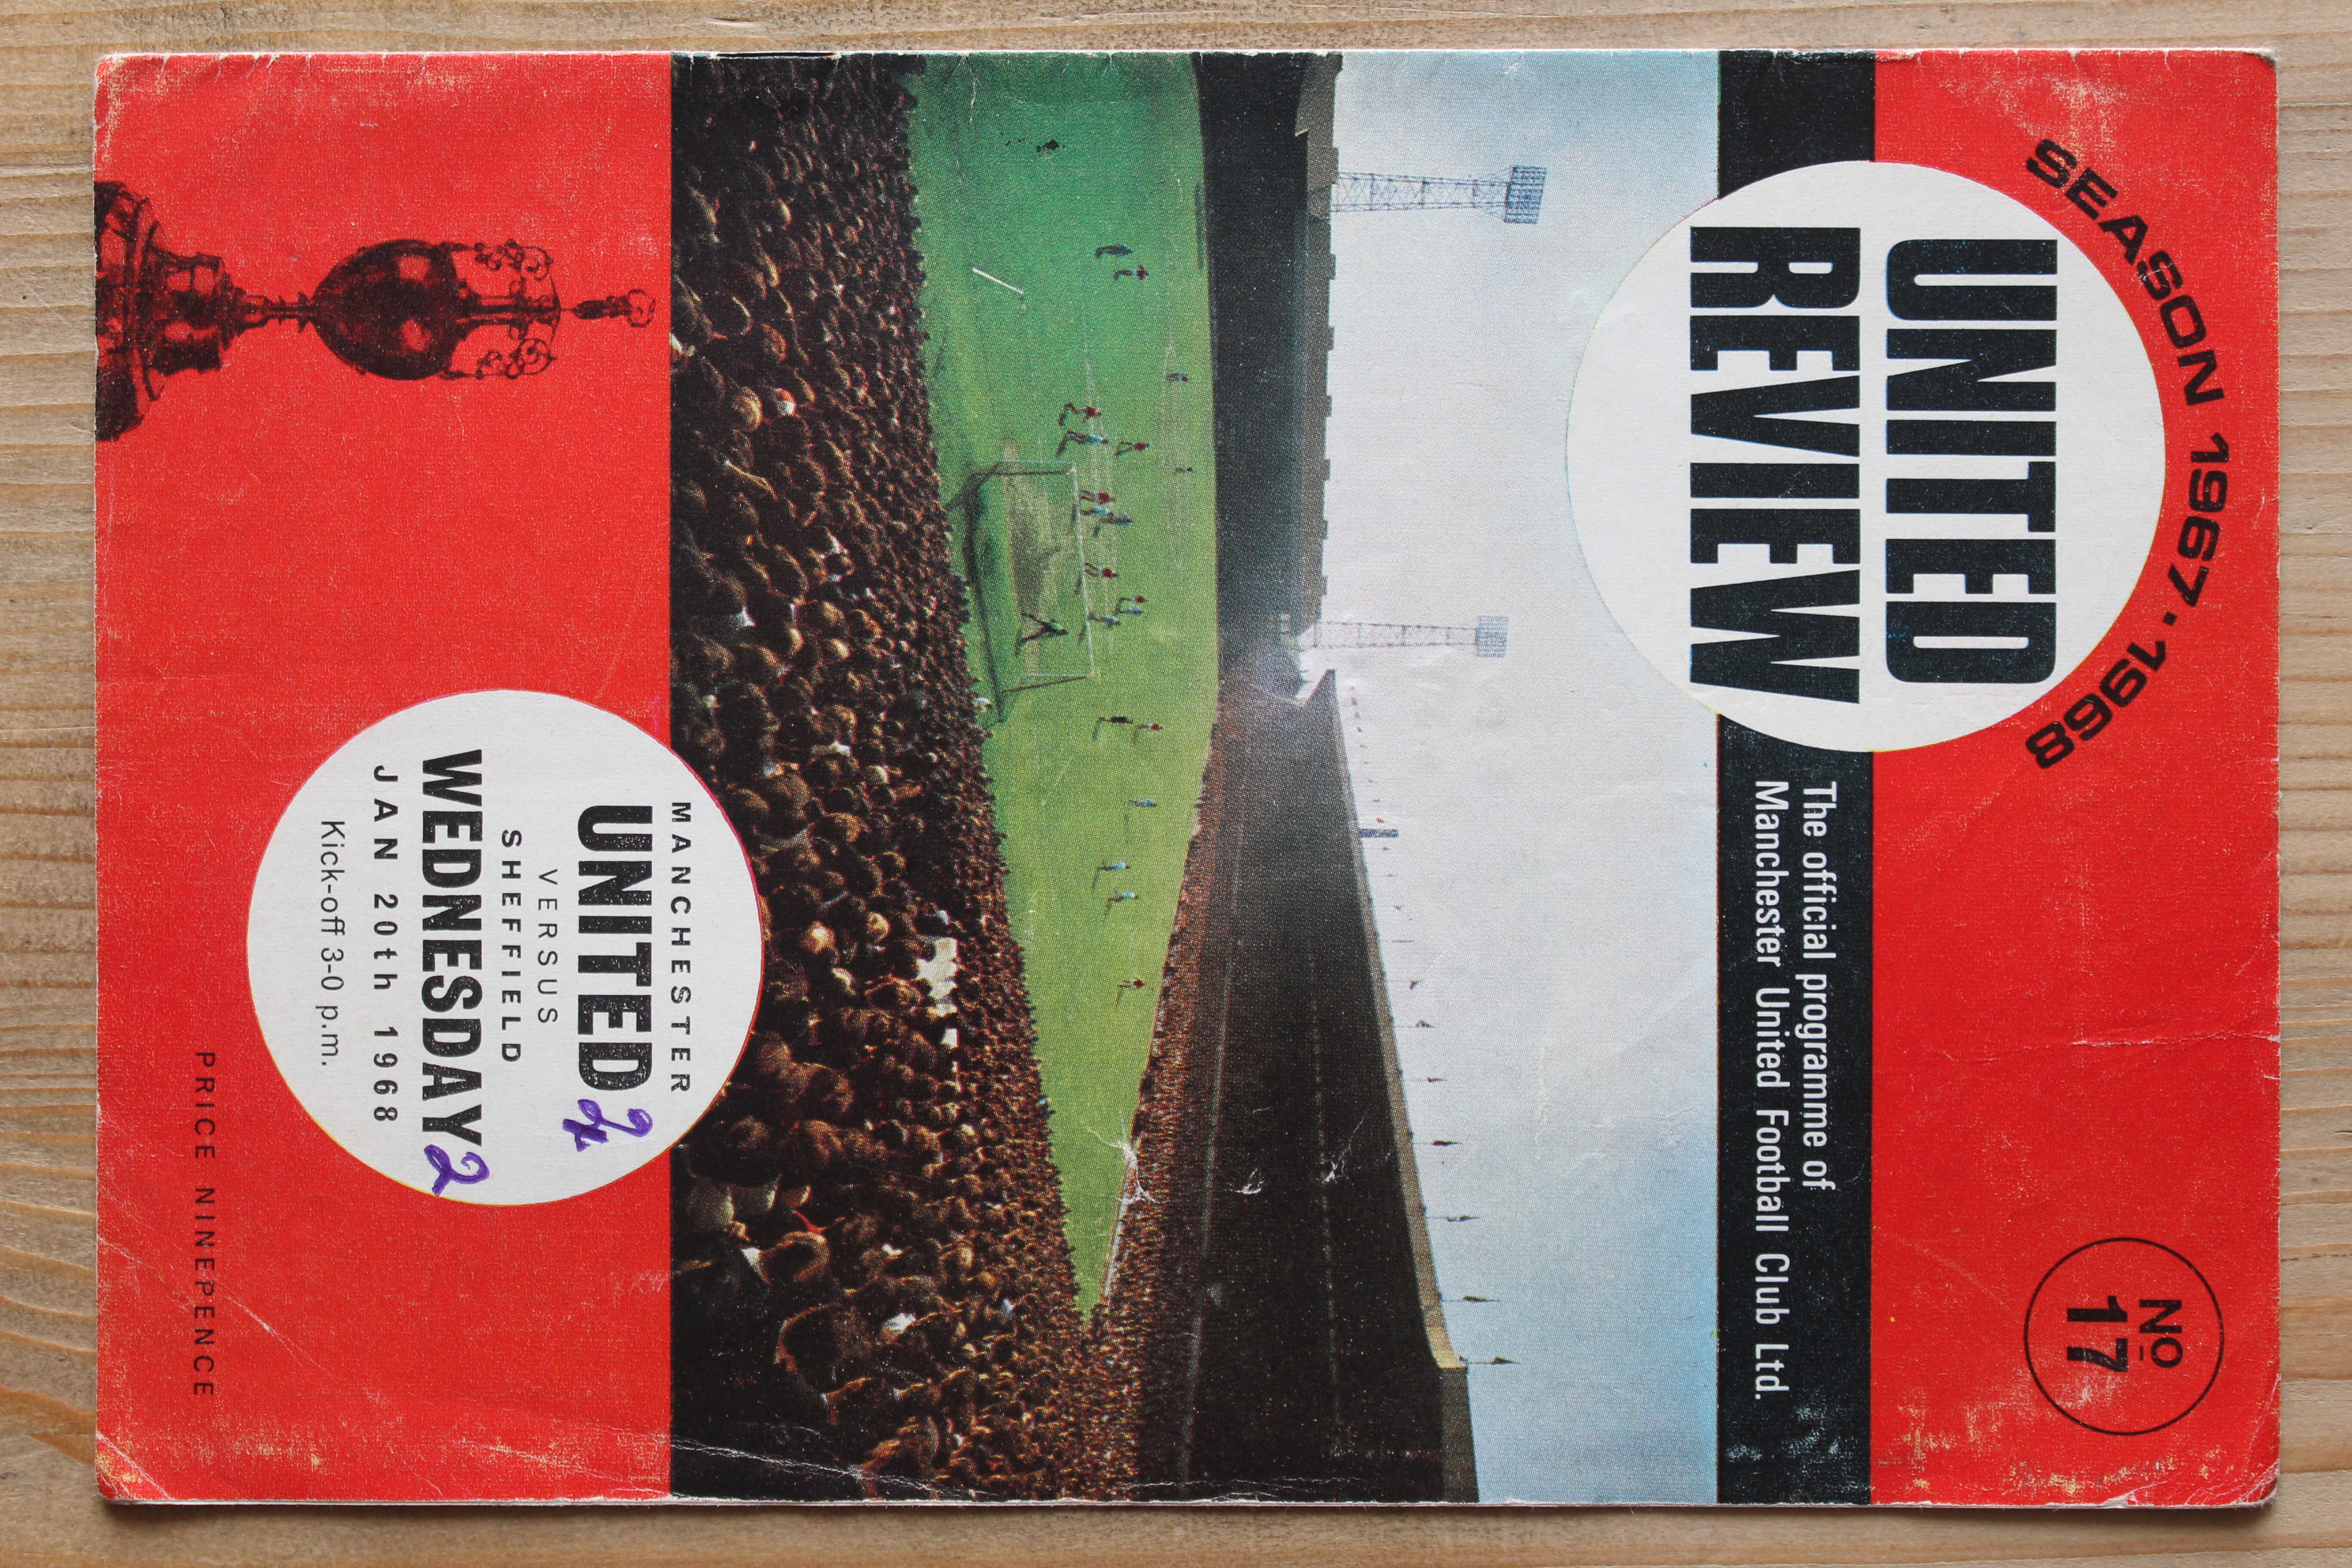 SEASON 1967·1968
UNITED
REVIEW
No
17
The official programme of
Manchester United Football Club Ltd.
MANCHESTER
UNITED
VERSUS
SHEFFIELD
WEDNESDAY 2
JAN 20th 1968
Kick-off 3-0 p.m.
PRICE NINEPENCE